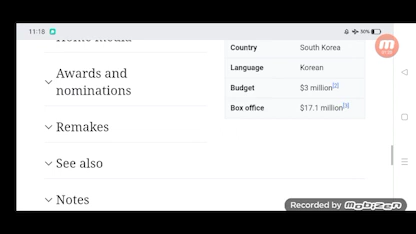 11:18
50%
Home media
Country South Korea
Language Korean
Awards and
nominations
Budget $3 million[2]
Box office $17.1 million[3]
Remakes
See also
Notes
Recorded by Mobizen